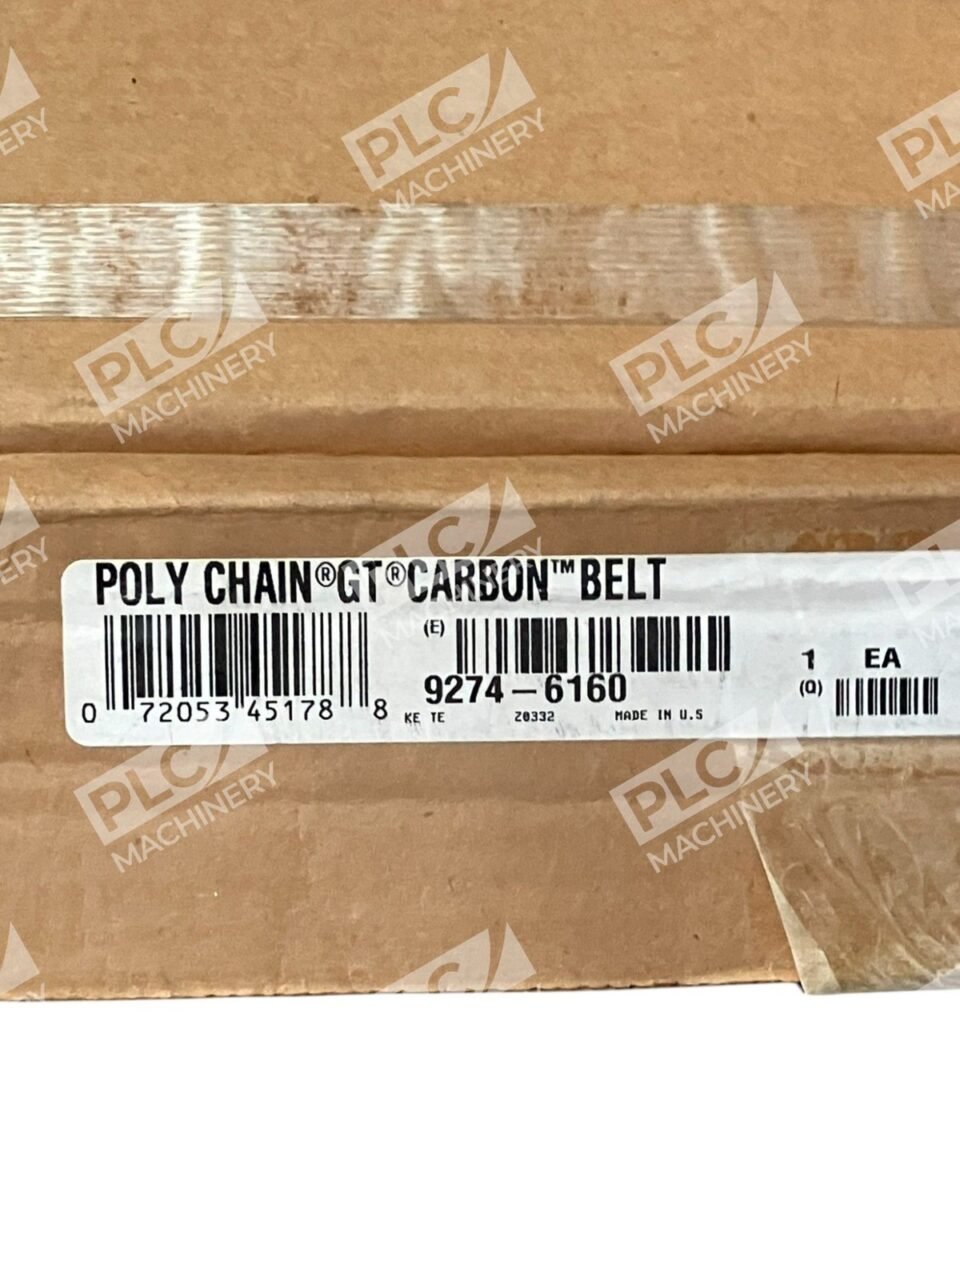 POLY CHAIN®GT®CARBON™BELT
(E)
0 72053 45178 8
9274-6160
KE TE Z0332 MADE IN U.S
1 EA
(Q)
PLC MACHINERY
PLC MACHINERY
PLC MACHINERY
PLC MACHINERY
PLC MACHINERY